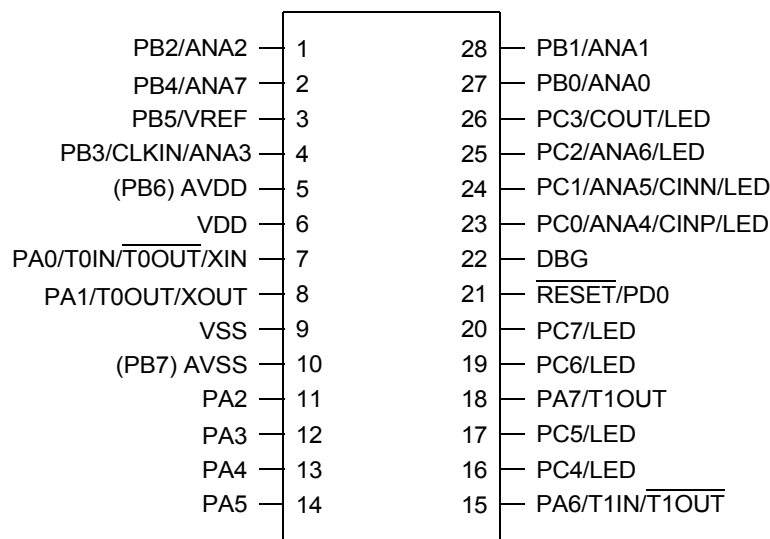 PB2/ANA2 1 28 PB1/ANA1
PB4/ANA7 2 27 PB0/ANA0
PB5/VREF 3 26 PC3/COUT/LED
PB3/CLKIN/ANA3 4 25 PC2/ANA6/LED
(PB6) AVDD 5 24 PC1/ANA5/CINN/LED
VDD 6 23 PC0/ANA4/CINP/LED
PA0/T0IN/T0OUT/XIN 7 22 DBG
PA1/T0OUT/XOUT 8 21 RESET/PD0
VSS 9 20 PC7/LED
(PB7) AVSS 10 19 PC6/LED
PA2 11 18 PA7/T1OUT
PA3 12 17 PC5/LED
PA4 13 16 PC4/LED
PA5 14 15 PA6/T1IN/T1OUT